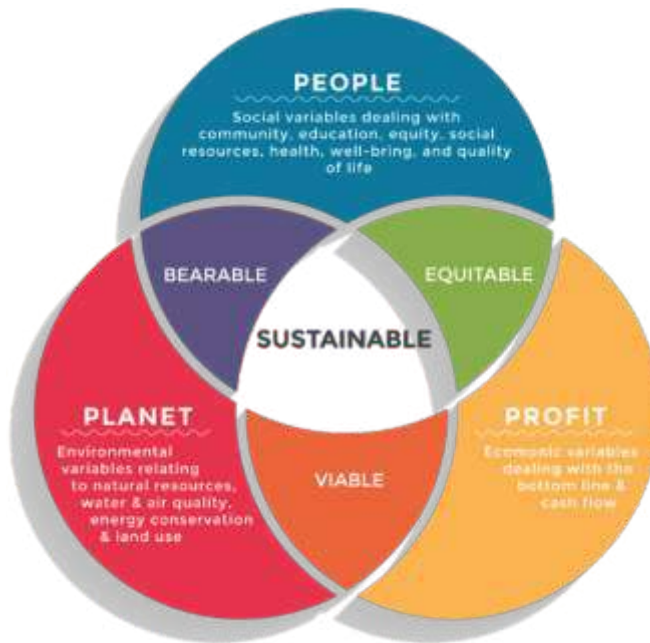 PEOPLE
Social variables dealing with
community, education, equity, social
resources, health, well-bring, and quality
of life
BEARABLE
EQUITABLE
SUSTAINABLE
PLANET
Environmental
variables relating
to natural resources,
water & air quality,
energy conservation
& land use
PROFIT
Economic variables
dealing with the
bottom line &
cash flow
VIABLE